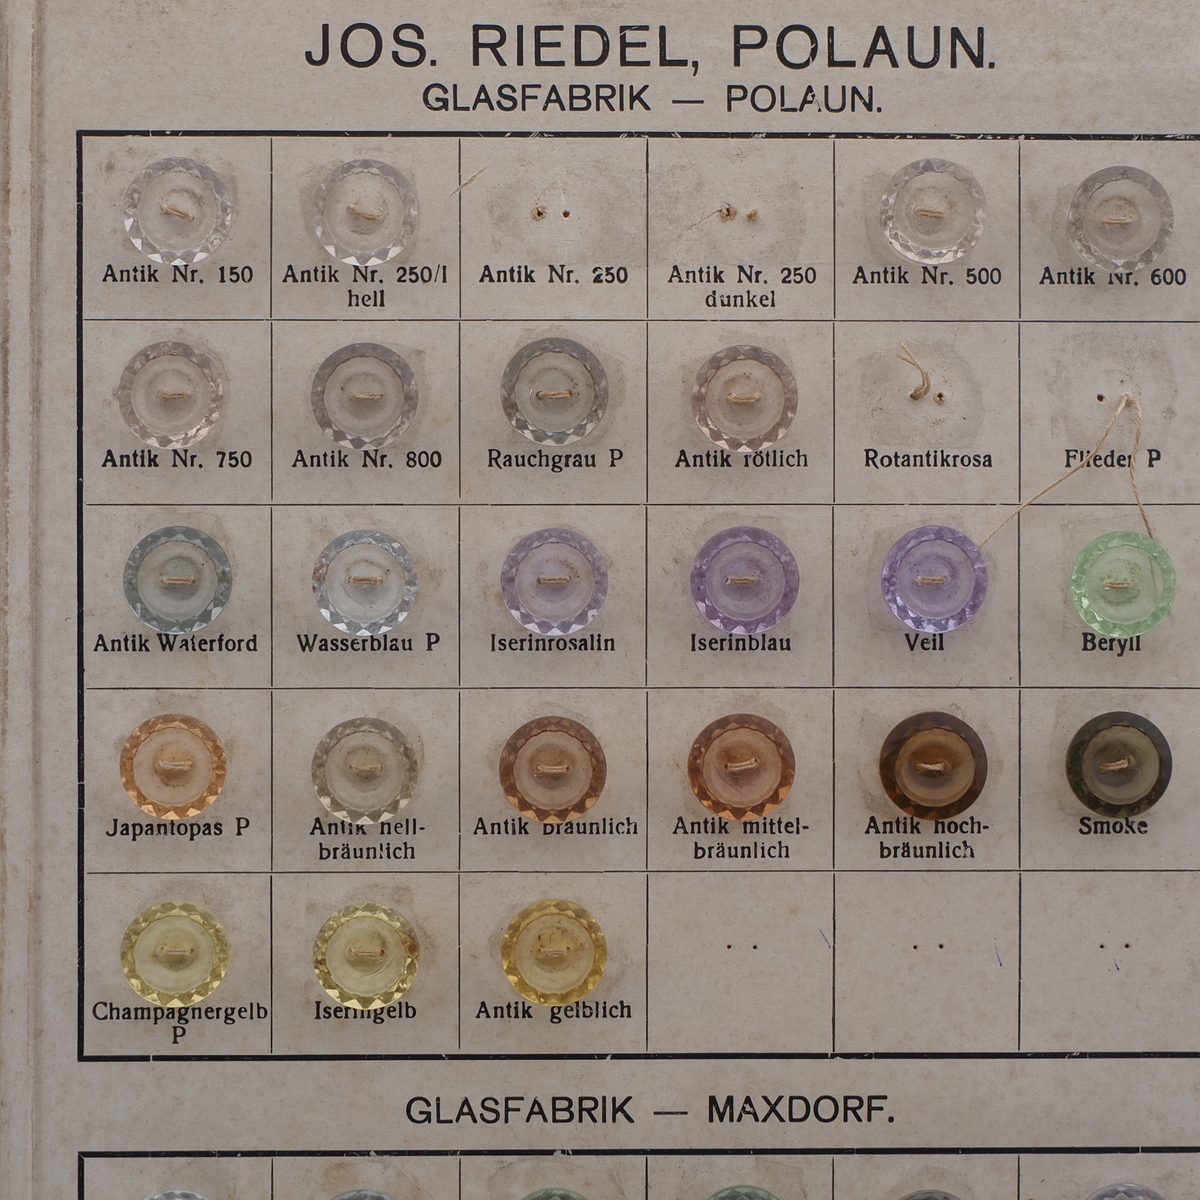 JOS. RIEDEL, POLAUN.
GLASFABRIK — POLAUN.
Antik Nr. 150
Antik Nr. 250/I
hell
Antik Nr. 250
Antik Nr. 250
dunkel
Antik Nr. 500
Antik Nr. 600
Antik Nr. 750
Antik Nr. 800
Rauchgrau P
Antik rötlich
Rotantikrosa
Flieder P
Antik Waterford
Wasserblau P
Iserinrosalin
Iserinblau
Veil
Beryll
Japantopas P
Antik hell-
bräunlich
Antik bräunlich
Antik mittel-
bräunlich
Antik hoch-
bräunlich
Smoke
Champagnergelb
P
Iseringelb
Antik gelblich
GLASFABRIK — MAXDORF.